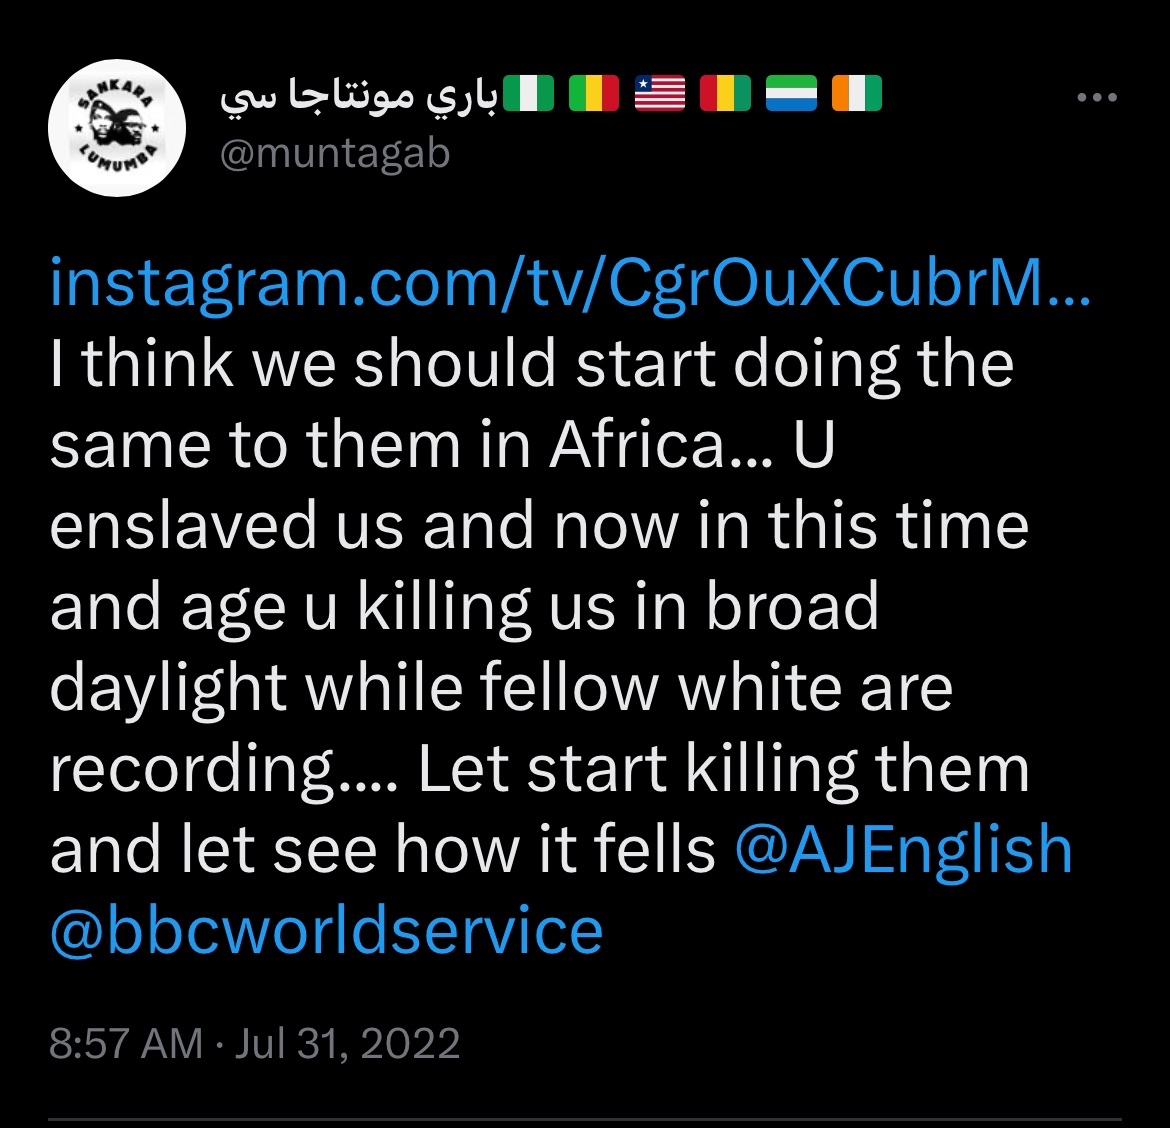 SANKARA
LUMUMBA
باري مونتاجا سي🇳🇬 🇲🇱 🇱🇷 🇬🇳 🇸🇱 🇨🇮
@muntagab
instagram.com/tv/CgrOuXCubrM...
I think we should start doing the
same to them in Africa... U
enslaved us and now in this time
and age u killing us in broad
daylight while fellow white are
recording.... Let start killing them
and let see how it fells @AJEnglish
@bbcworldservice
8:57 AM · Jul 31, 2022